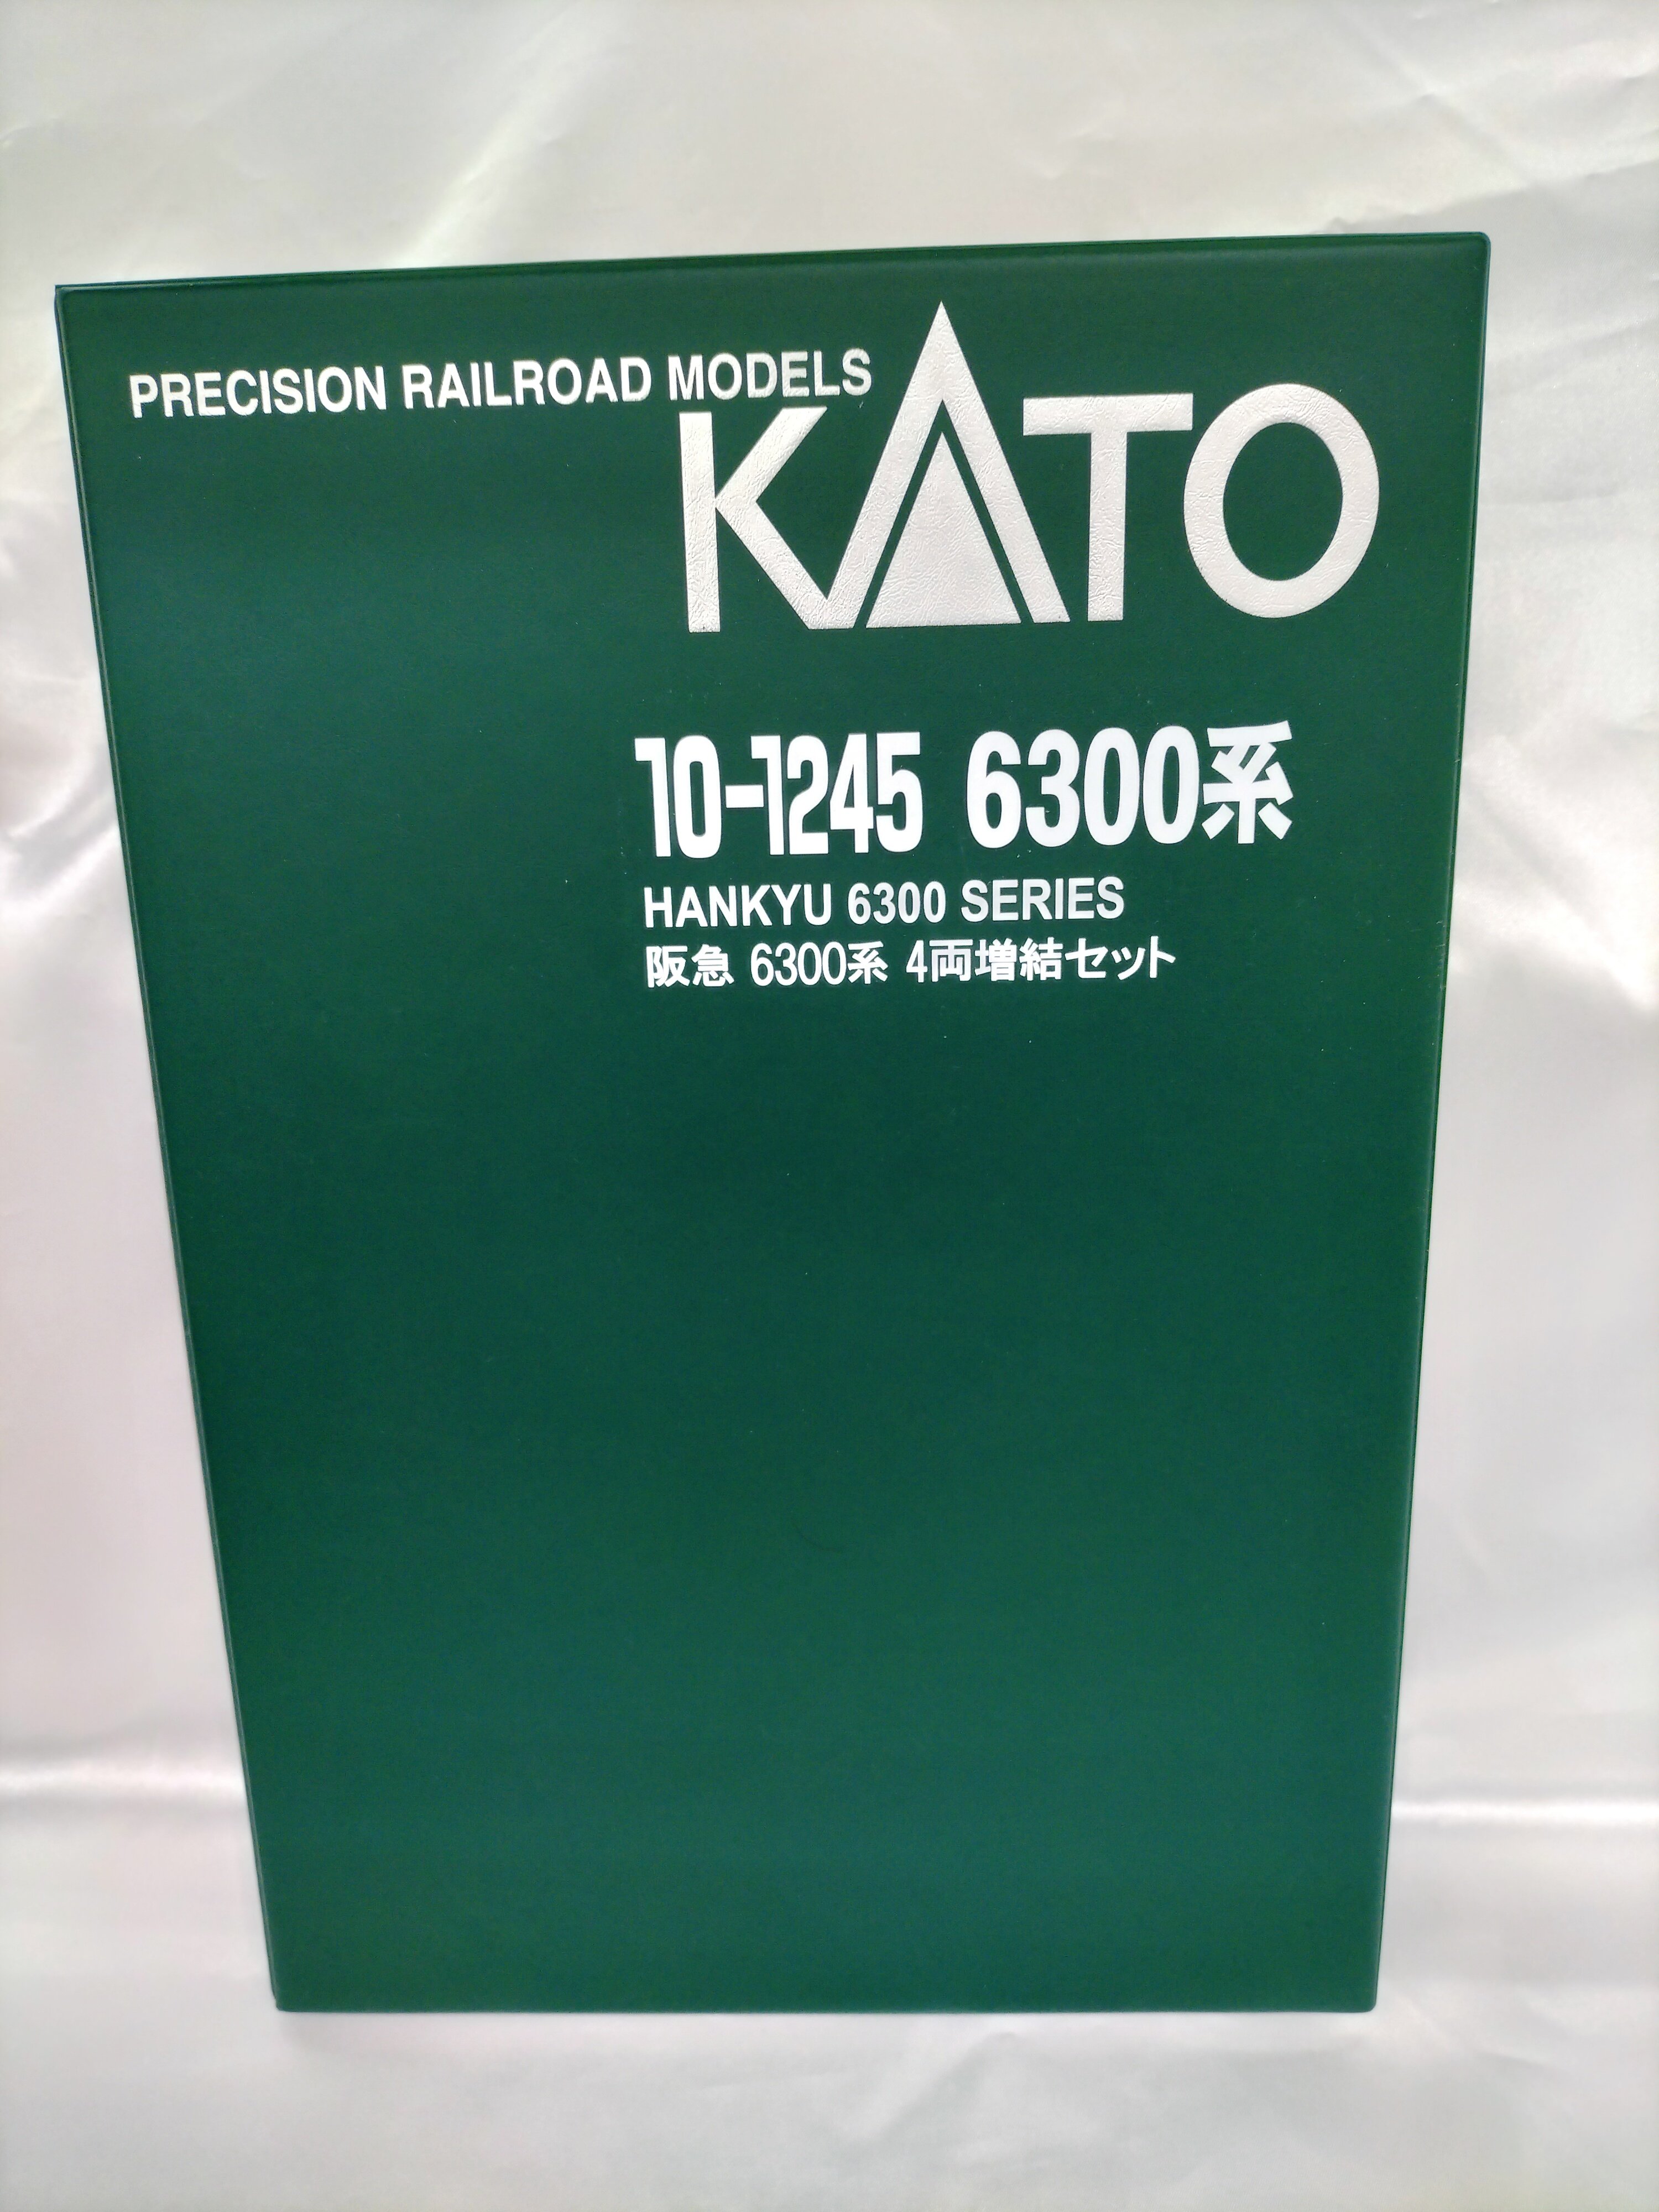 PRECISION RAILROAD MODELS
KATO
10-1245 6300系
HANKYU 6300 SERIES
阪急 6300系 4両増結セット